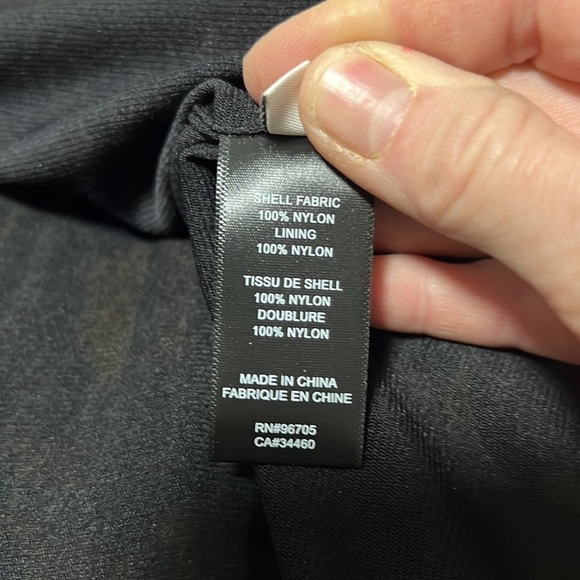 SHELL FABRIC
100% NYLON
LINING
100% NYLON
TISSU DE SHELL
100% NYLON
DOUBLURE
100% NYLON
MADE IN CHINA
FABRIQUE EN CHINE
RN#96705
CA#34460